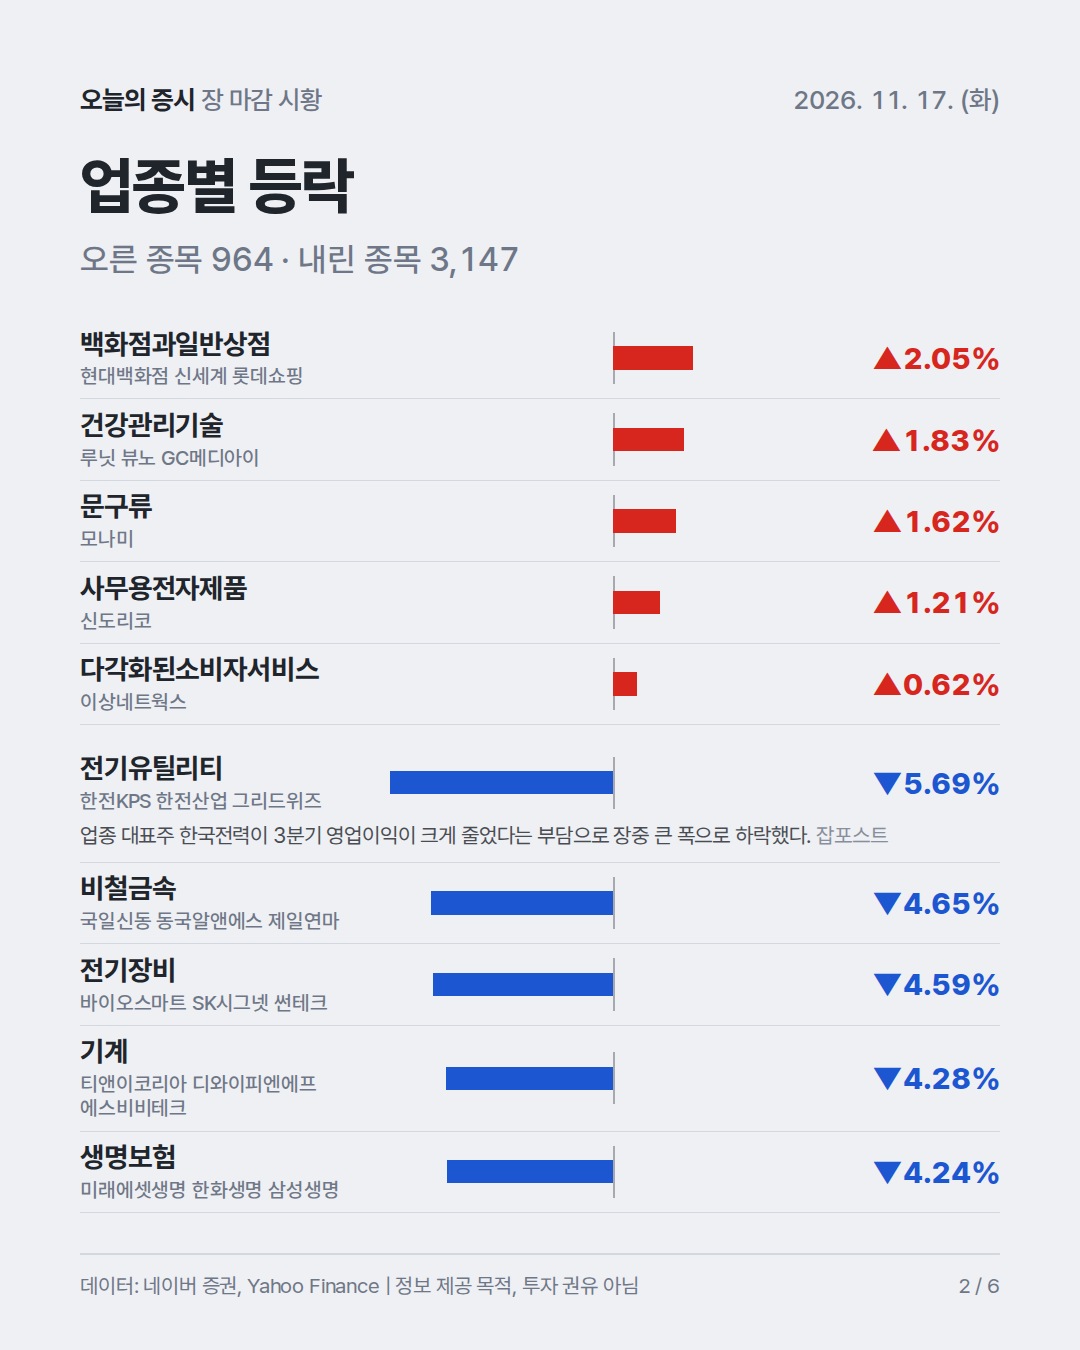 오늘의 증시 장 마감 시황
2026. 11. 17. (화)
업종별 등락
오른 종목 964 · 내린 종목 3,147
백화점과일반상점
현대백화점 신세계 롯데쇼핑
▲2.05%
건강관리기술
루닛 뷰노 GC메디아이
▲1.83%
문구류
모나미
▲1.62%
사무용전자제품
신도리코
▲1.21%
다각화된소비자서비스
이상네트웍스
▲0.62%
전기유틸리티
한전KPS 한전산업 그리드위즈
▼5.69%
업종 대표주 한국전력이 3분기 영업이익이 크게 줄었다는 부담으로 장중 큰 폭으로 하락했다. 잡포스트
비철금속
국일신동 동국알앤에스 제일연마
▼4.65%
전기장비
바이오스마트 SK시그넷 썬테크
▼4.59%
기계
티앤이코리아 디와이피엔에프
에스비비테크
▼4.28%
생명보험
미래에셋생명 한화생명 삼성생명
▼4.24%
데이터: 네이버 증권, Yahoo Finance | 정보 제공 목적, 투자 권유 아님
2 / 6